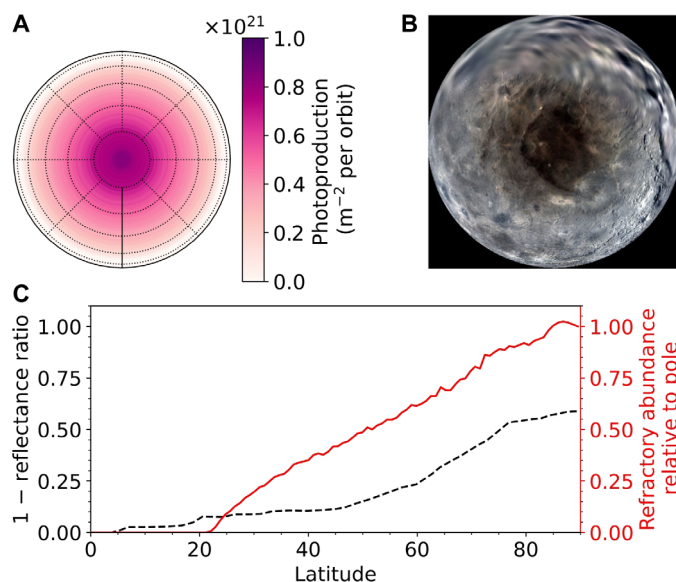 A
×10²¹
1.0
0.8
0.6
0.4
0.2
0.0
Photoproduction
(m⁻² per orbit)
B
C
1.00
0.75
0.50
0.25
0.00
1 − reflectance ratio
1.00
0.75
0.50
0.25
0.00
Refractory abundance
relative to pole
0 20 40 60 80
Latitude